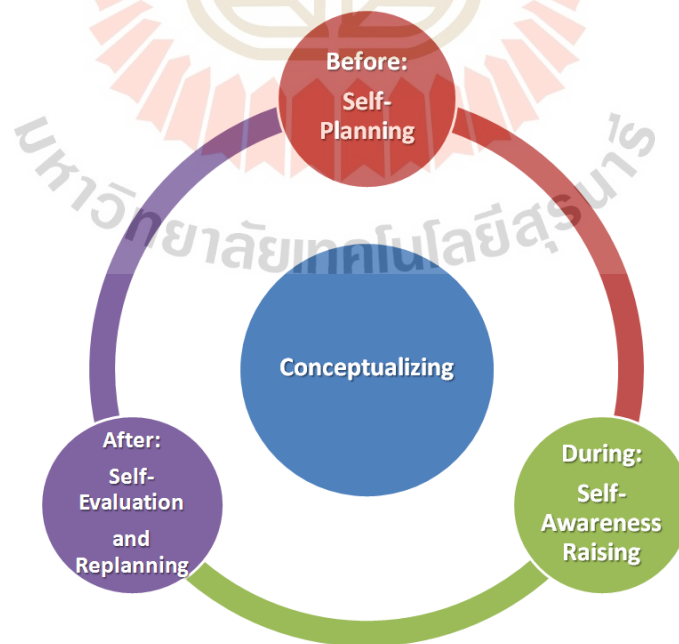 Before:
Self-
Planning
มหาวิทยาลัยเทคโนโลยีสุรนารี
Conceptualizing
After:
Self-
Evaluation
and
Replanning
During:
Self-
Awareness
Raising